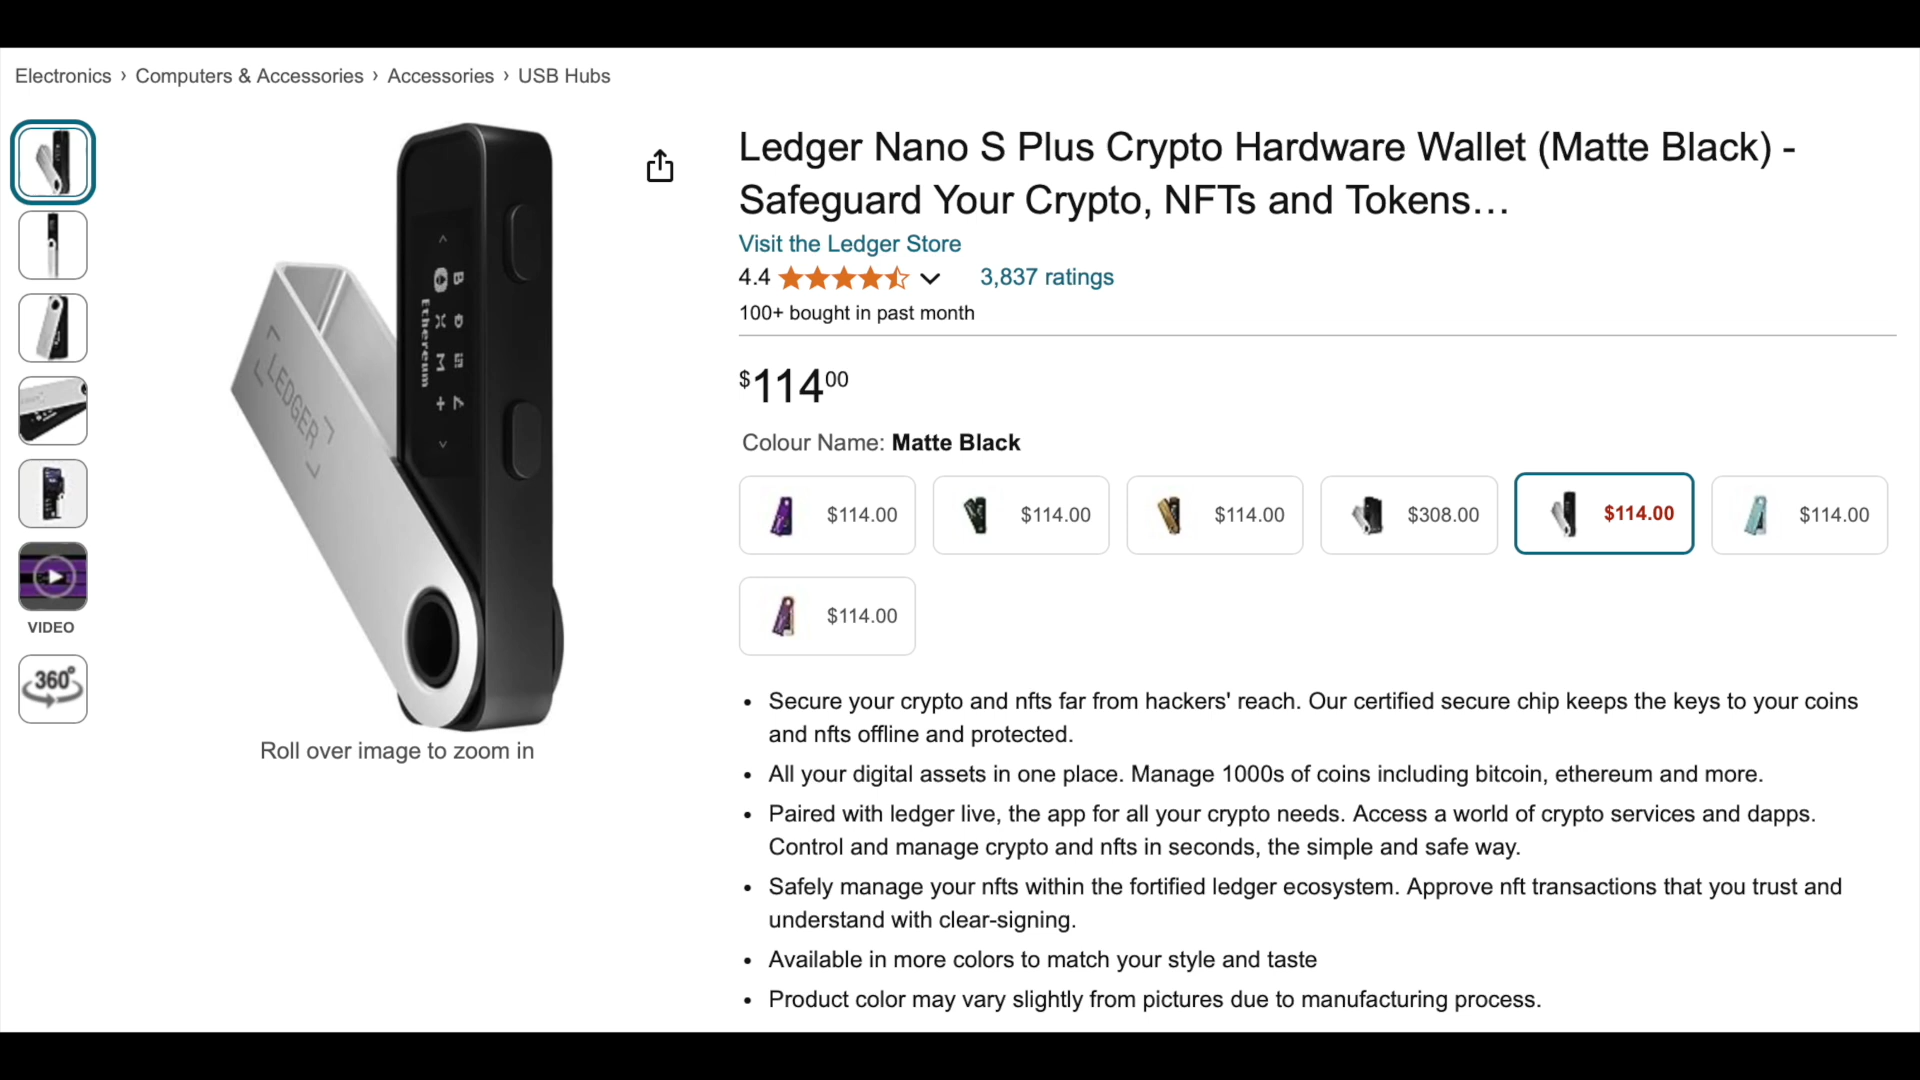 Electronics › Computers & Accessories › Accessories › USB Hubs
LEDGER
Ethereum
VIDEO
360°
Roll over image to zoom in
Ledger Nano S Plus Crypto Hardware Wallet (Matte Black) -
Safeguard Your Crypto, NFTs and Tokens…
Visit the Ledger Store
4.4 3,837 ratings
100+ bought in past month
$11400
Colour Name: Matte Black
$114.00 $114.00 $114.00 $308.00 $114.00 $114.00
$114.00
• Secure your crypto and nfts far from hackers' reach. Our certified secure chip keeps the keys to your coins
and nfts offline and protected.
• All your digital assets in one place. Manage 1000s of coins including bitcoin, ethereum and more.
• Paired with ledger live, the app for all your crypto needs. Access a world of crypto services and dapps.
Control and manage crypto and nfts in seconds, the simple and safe way.
• Safely manage your nfts within the fortified ledger ecosystem. Approve nft transactions that you trust and
understand with clear-signing.
• Available in more colors to match your style and taste
• Product color may vary slightly from pictures due to manufacturing process.